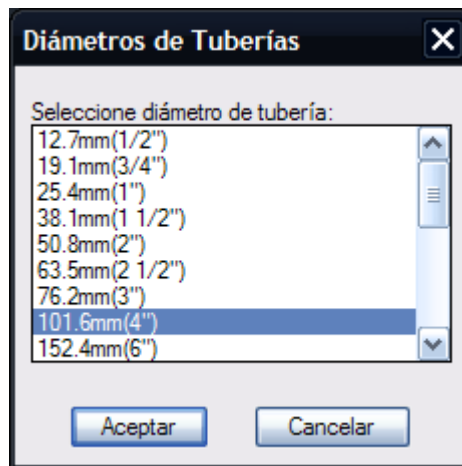 Diámetros de Tuberías
Seleccione diámetro de tubería:
12.7mm(1/2")
19.1mm(3/4")
25.4mm(1")
38.1mm(1 1/2")
50.8mm(2")
63.5mm(2 1/2")
76.2mm(3")
101.6mm(4")
152.4mm(6")
Aceptar Cancelar